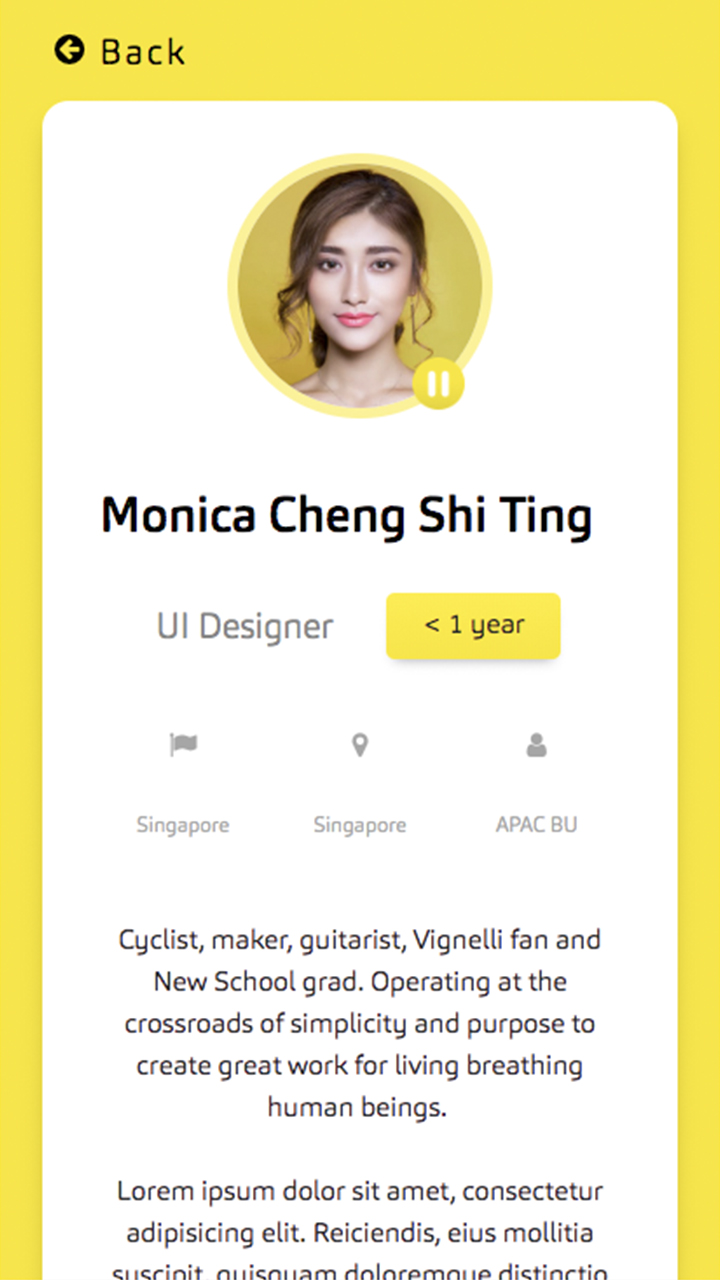 Back
Monica Cheng Shi Ting
UI Designer
< 1 year
Singapore
Singapore
APAC BU
Cyclist, maker, guitarist, Vignelli fan and
New School grad. Operating at the
crossroads of simplicity and purpose to
create great work for living breathing
human beings.
Lorem ipsum dolor sit amet, consectetur
adipisicing elit. Reiciendis, eius mollitia
suscipit, quisquam doloremque distinctio